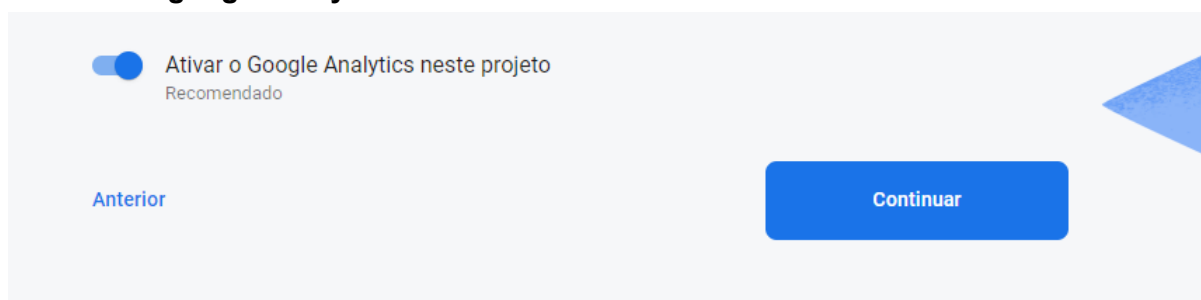 Ativar o Google Analytics neste projeto
Recomendado
Anterior
Continuar